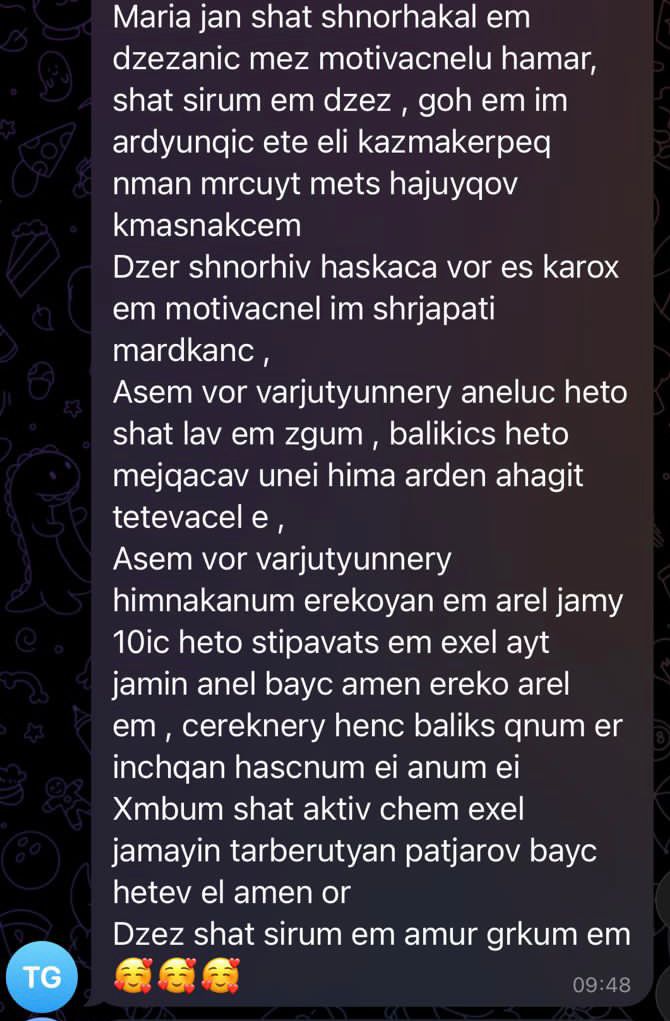 Maria jan shat shnorhakal em
dzezanic mez motivacnelu hamar,
shat sirum em dzez , goh em im
ardyunqic ete eli kazmakerpeq
nman mrcuyt mets hajuyqov
kmasnakcem
Dzer shnorhiv haskaca vor es karox
em motivacnel im shrjapati
mardkanc ,
Asem vor varjutyunnery aneluc heto
shat lav em zgum , balikics heto
mejqacav unei hima arden ahagit
tetevacel e ,
Asem vor varjutyunnery
himnakanum erekoyan em arel jamy
10ic heto stipavats em exel ayt
jamin anel bayc amen ereko arel
em , cereknery henc baliks qnum er
inchqan hascnum ei anum ei
Xmbum shat aktiv chem exel
jamayin tarberutyan patjarov bayc
hetev el amen or
Dzez shat sirum em amur grkum em
🥰🥰🥰
09:48
TG